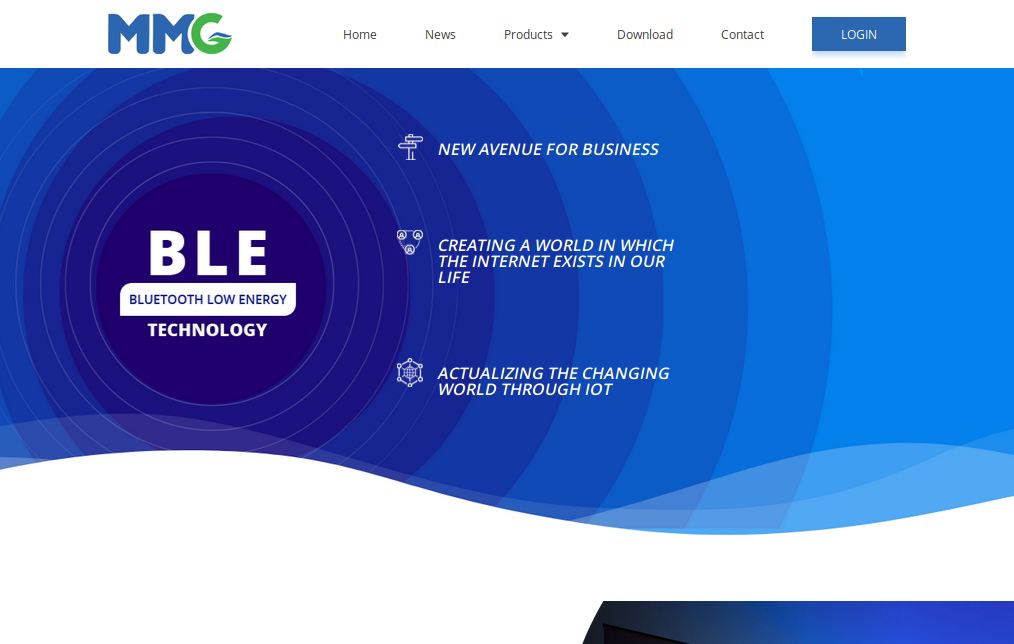 MMG
Home
News
Products
Download
Contact
LOGIN
NEW AVENUE FOR BUSINESS
CREATING A WORLD IN WHICH
THE INTERNET EXISTS IN OUR
LIFE
BLE
BLUETOOTH LOW ENERGY
TECHNOLOGY
ACTUALIZING THE CHANGING
WORLD THROUGH IOT